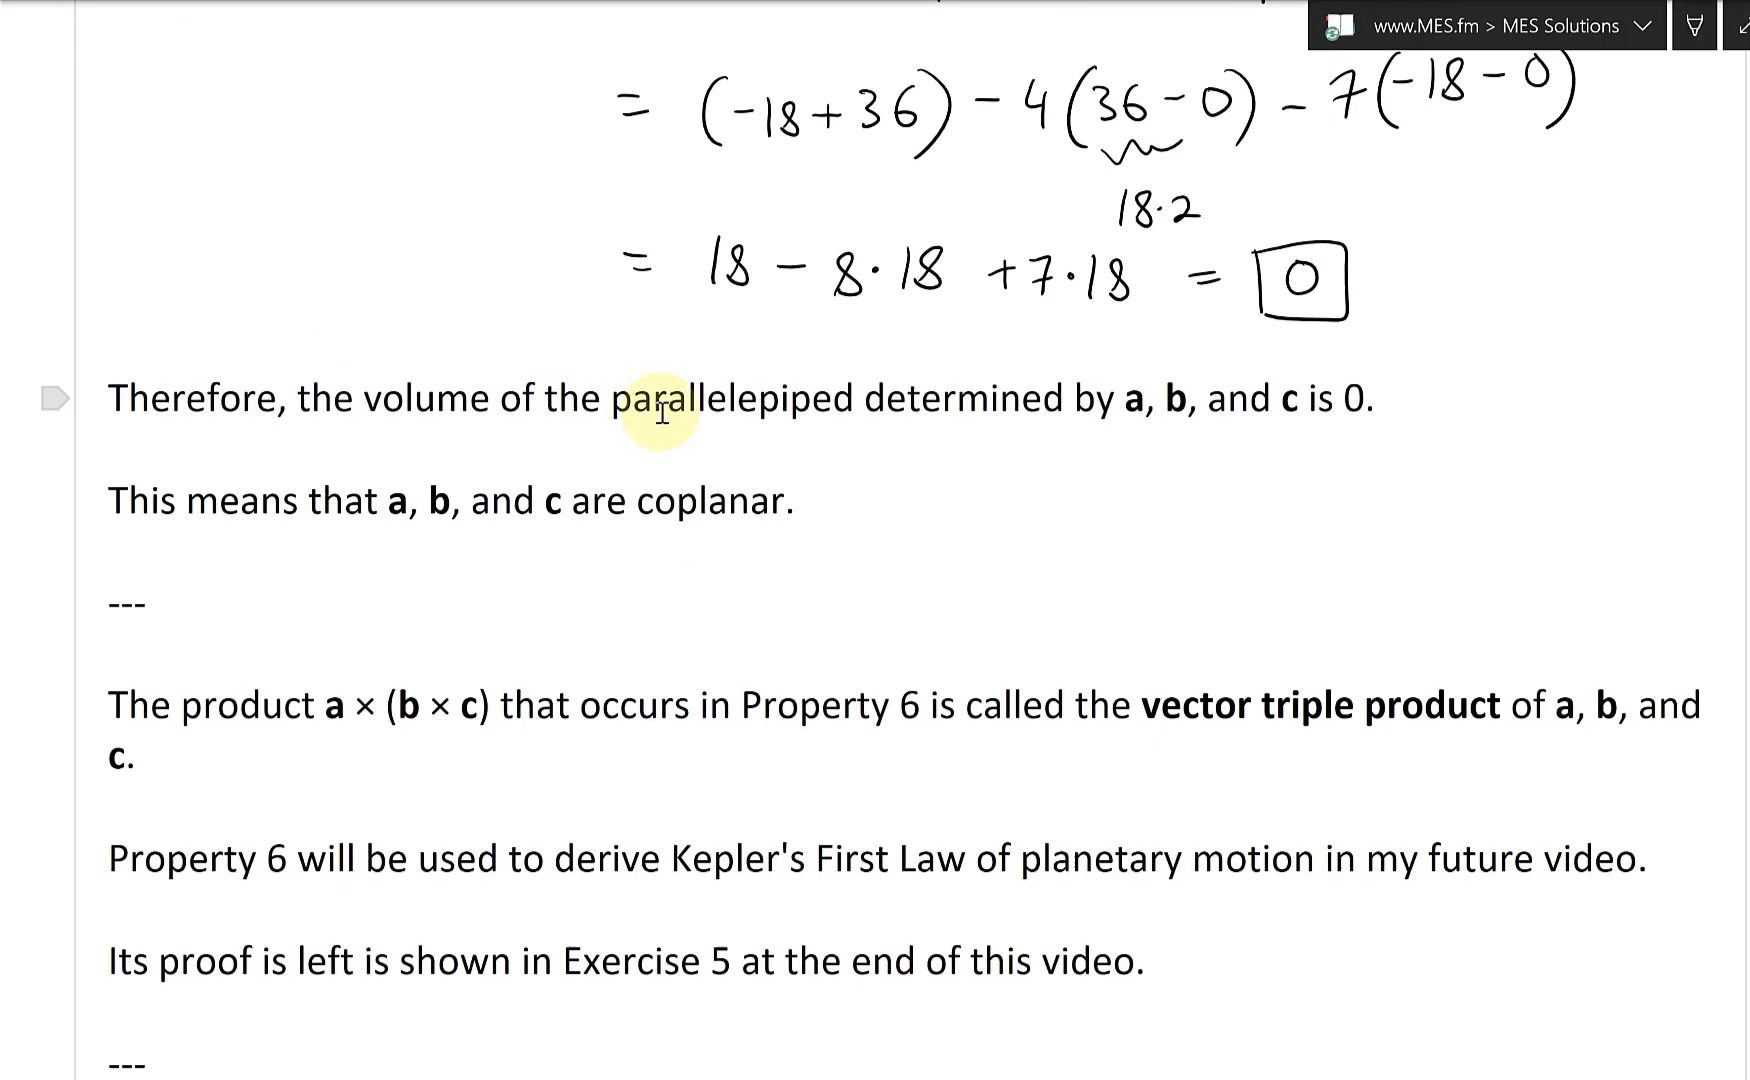 www.MES.fm > MES Solutions
= (-18+36) - 4(36-0) - 7(-18-0)
18·2
= 18 - 8·18 +7·18 = 0
Therefore, the volume of the parallelepiped determined by a, b, and c is 0.
This means that a, b, and c are coplanar.
---
The product a × (b × c) that occurs in Property 6 is called the vector triple product of a, b, and
c.
Property 6 will be used to derive Kepler's First Law of planetary motion in my future video.
Its proof is left is shown in Exercise 5 at the end of this video.
---